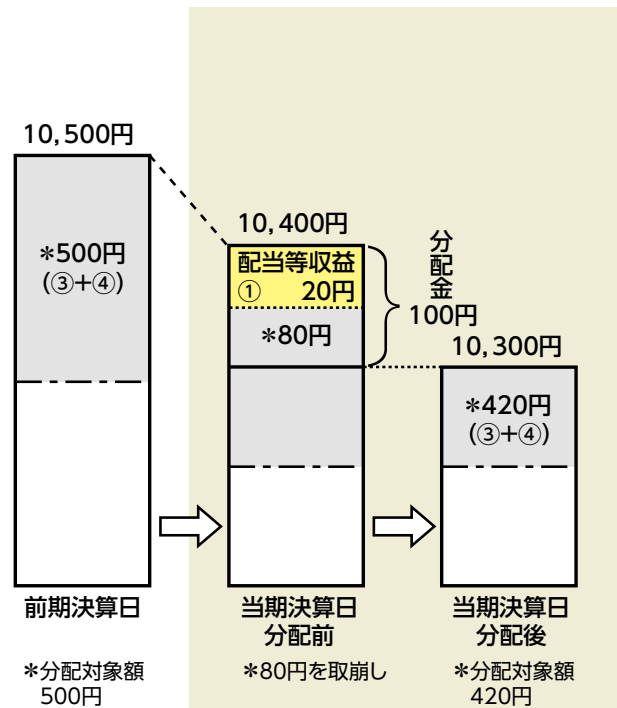 10,500円
*500円
(③+④)
10,400円
配当等収益
① 20円
*80円
分配金
100円
10,300円
*420円
(③+④)
前期決算日
当期決算日
分配前
当期決算日
分配後
*分配対象額
500円
*80円を取崩し
*分配対象額
420円